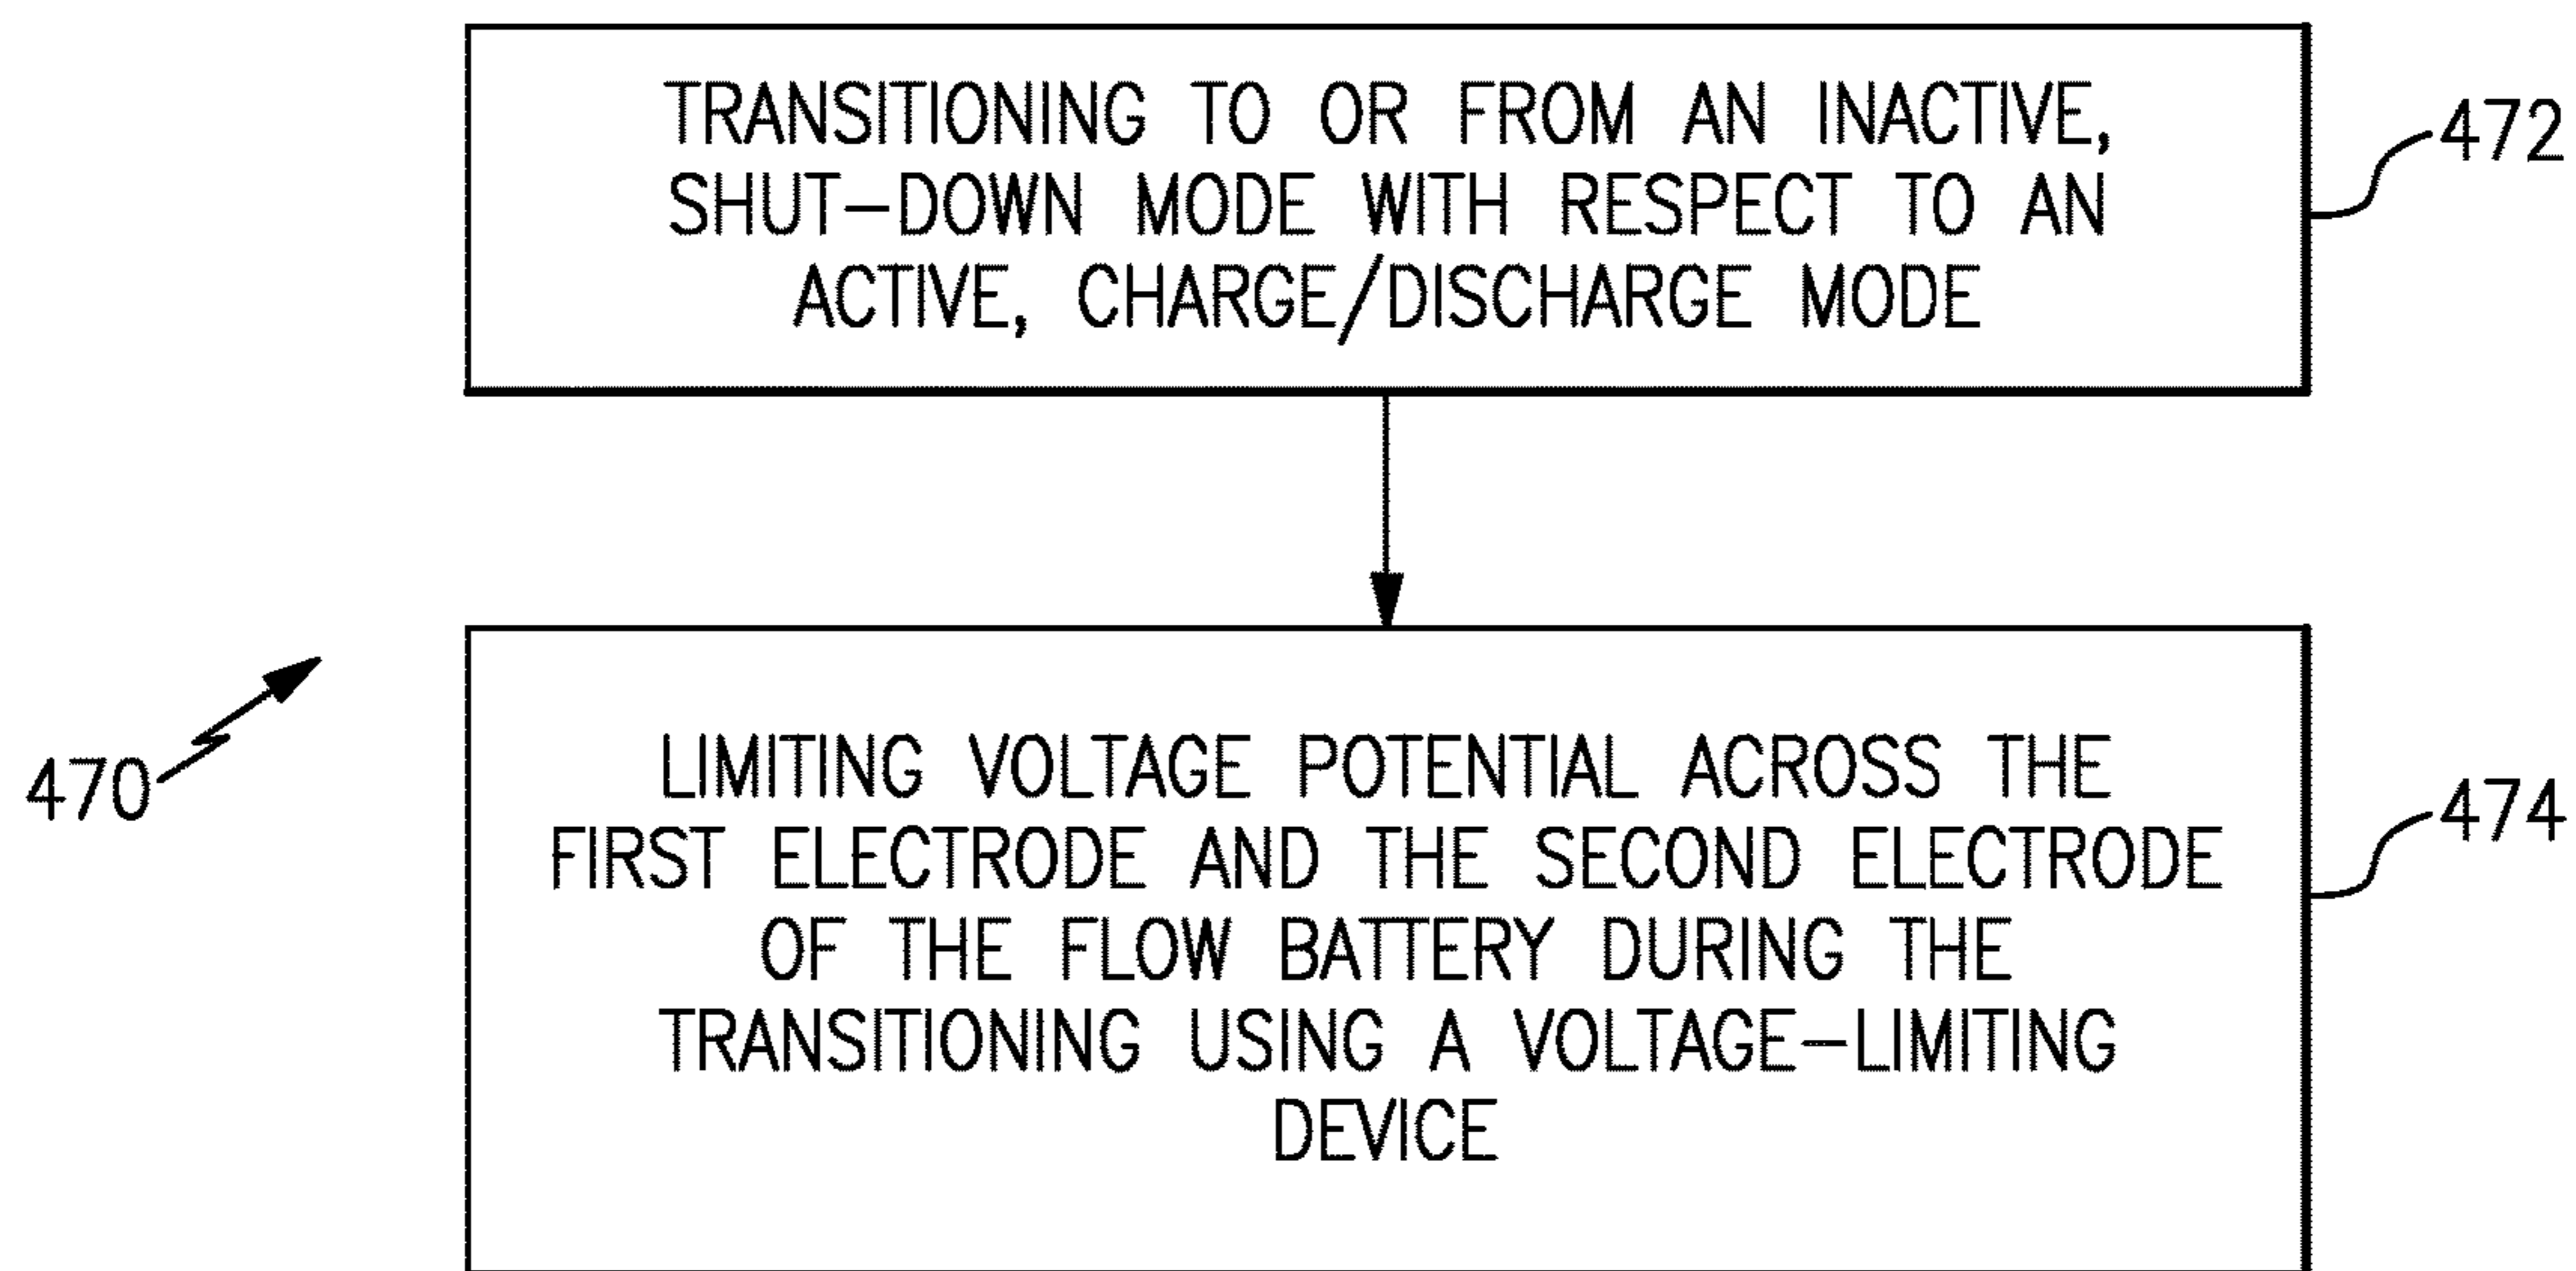 TRANSITIONING TO OR FROM AN INACTIVE,
SHUT-DOWN MODE WITH RESPECT TO AN
ACTIVE, CHARGE/DISCHARGE MODE
472
470
LIMITING VOLTAGE POTENTIAL ACROSS THE
FIRST ELECTRODE AND THE SECOND ELECTRODE
OF THE FLOW BATTERY DURING THE
TRANSITIONING USING A VOLTAGE-LIMITING
DEVICE
474